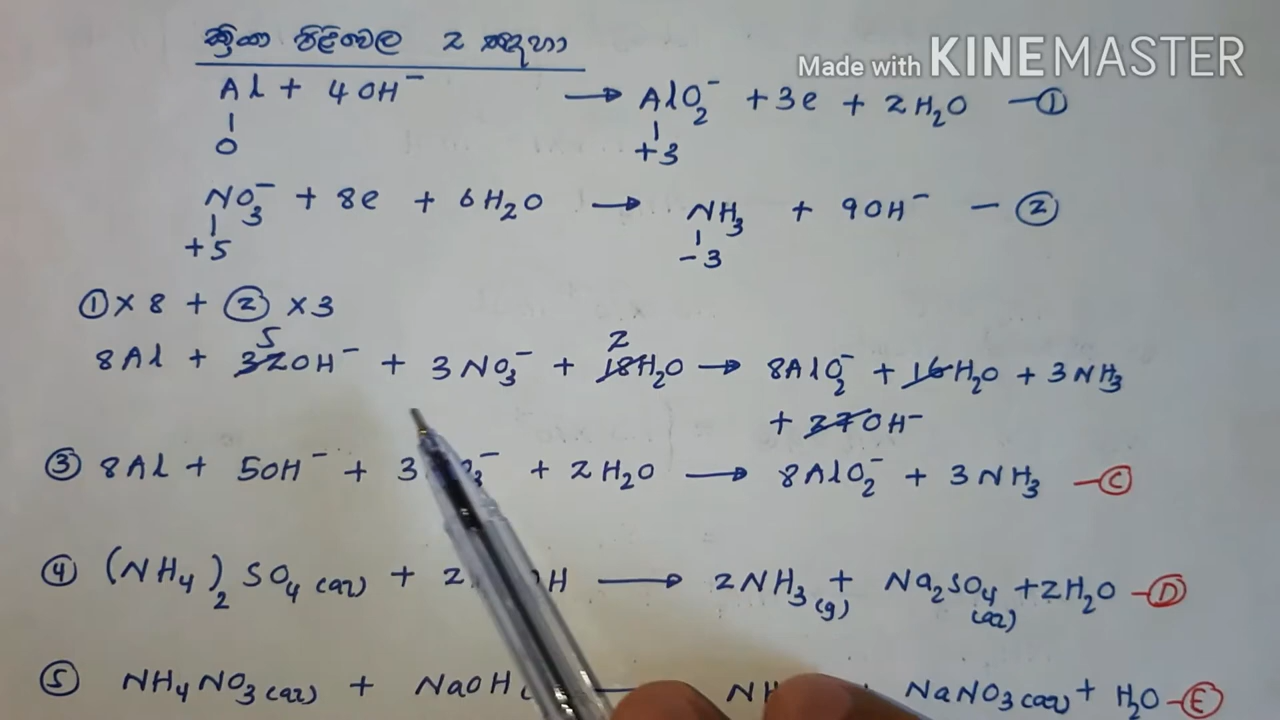 ක්‍රියා පිළිවෙල 2 සඳහා
Made with KINEMASTER
Al + 4OH⁻ → AlO₂⁻ + 3e + 2H₂O —①
0 +3
NO₃⁻ + 8e + 6H₂O → NH₃ + 9OH⁻ — ②
+5 -3
① × 8 + ② × 3
5 2
8Al + 32OH⁻ + 3NO₃⁻ + 18H₂O → 8AlO₂⁻ + 16H₂O + 3NH₃
+ 27OH⁻
③ 8Al + 5OH⁻ + 3 ₃⁻ + 2H₂O → 8AlO₂⁻ + 3NH₃ —Ⓒ
④ (NH₄)₂SO₄(aq) + 2 OH → 2NH₃(g) + Na₂SO₄(aq) + 2H₂O —Ⓓ
⑤ NH₄NO₃(aq) + NaOH NH + NaNO₃(aq) + H₂O —Ⓔ